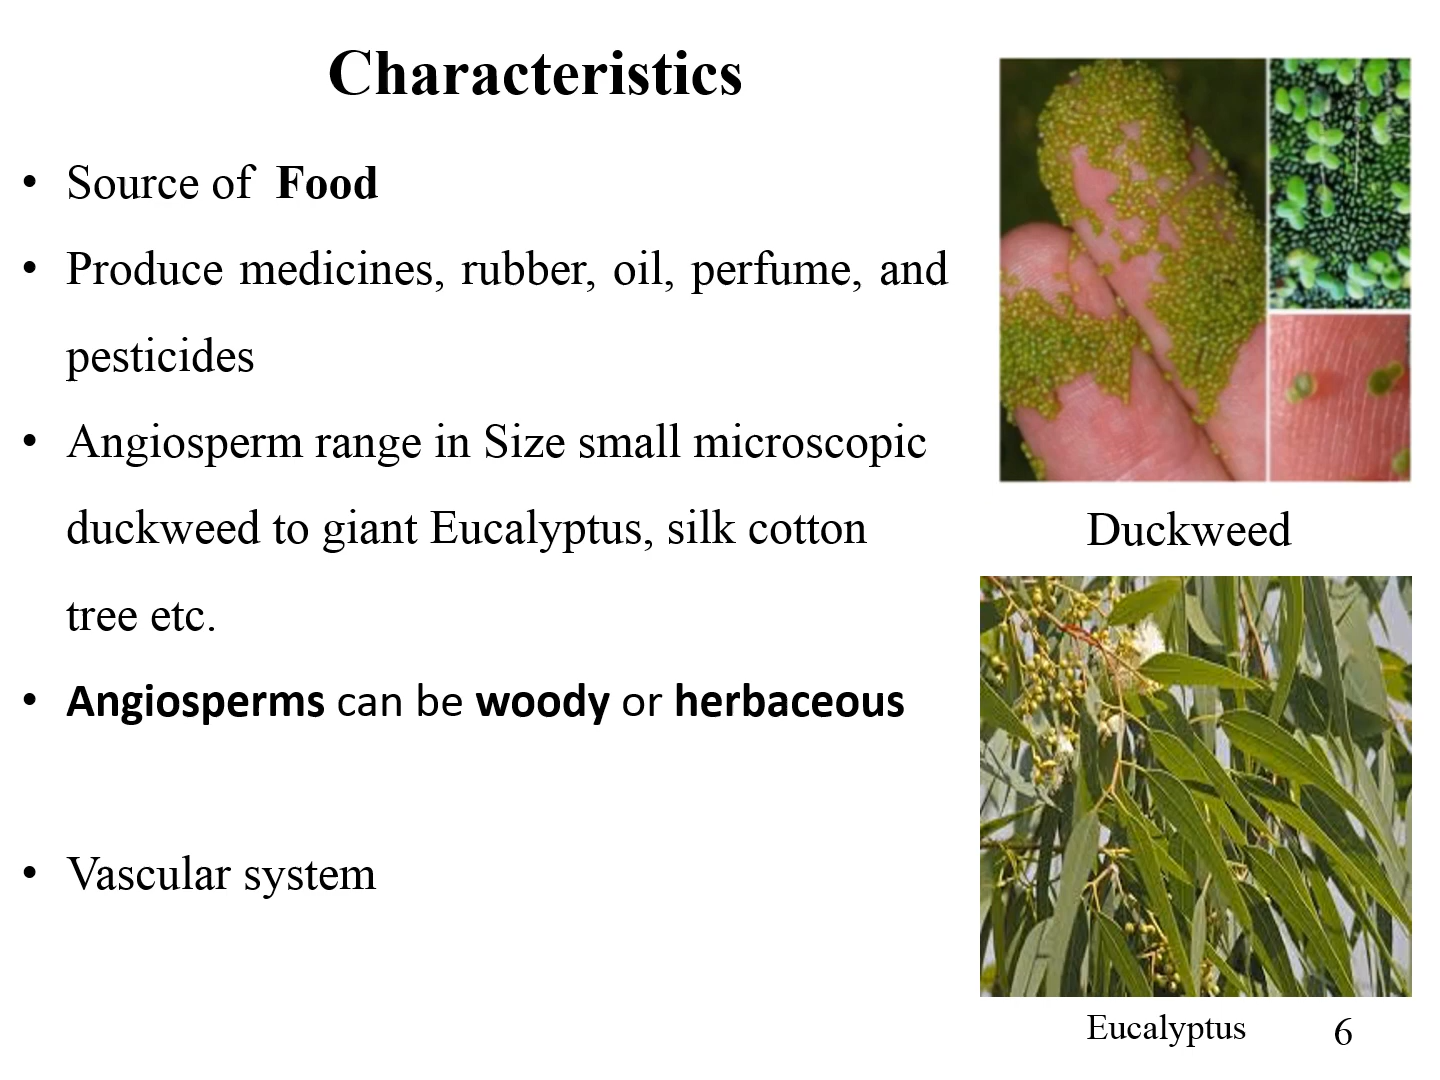 Characteristics
• Source of Food
• Produce medicines, rubber, oil, perfume, and
pesticides
• Angiosperm range in Size small microscopic
duckweed to giant Eucalyptus, silk cotton
tree etc.
• Angiosperms can be woody or herbaceous
• Vascular system
Duckweed
Eucalyptus
6